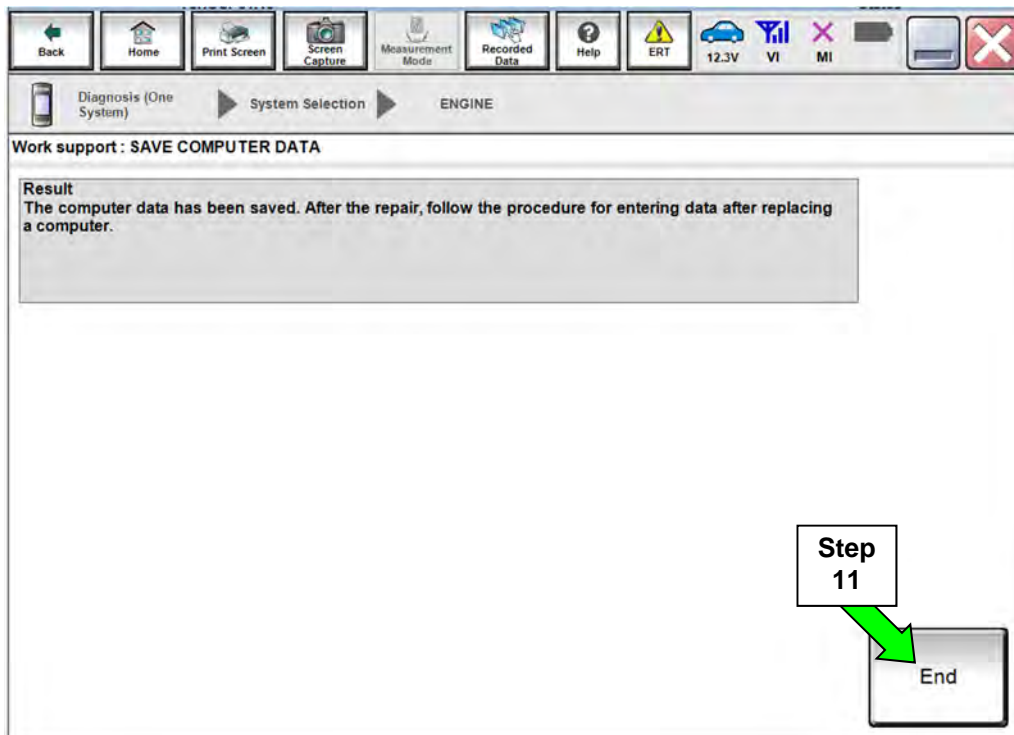 Back
Home
Print Screen
Screen
Capture
Measurement
Mode
Recorded
Data
Help
ERT
12.3V
VI
MI
Diagnosis (One
System)
System Selection
ENGINE
Work support : SAVE COMPUTER DATA
Result
The computer data has been saved. After the repair, follow the procedure for entering data after replacing
a computer.
Step
11
End